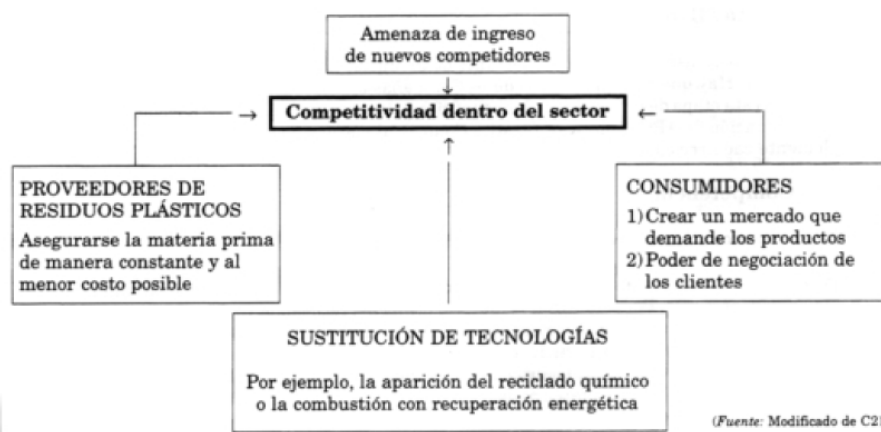 Amenaza de ingreso
de nuevos competidores
Competitividad dentro del sector
PROVEEDORES DE
RESIDUOS PLÁSTICOS
Asegurarse la materia prima
de manera constante y al
menor costo posible
CONSUMIDORES
1) Crear un mercado que
demande los productos
2) Poder de negociación de
los clientes
SUSTITUCIÓN DE TECNOLOGÍAS
Por ejemplo, la aparición del reciclado químico
o la combustión con recuperación energética
(Fuente: Modificado de C21